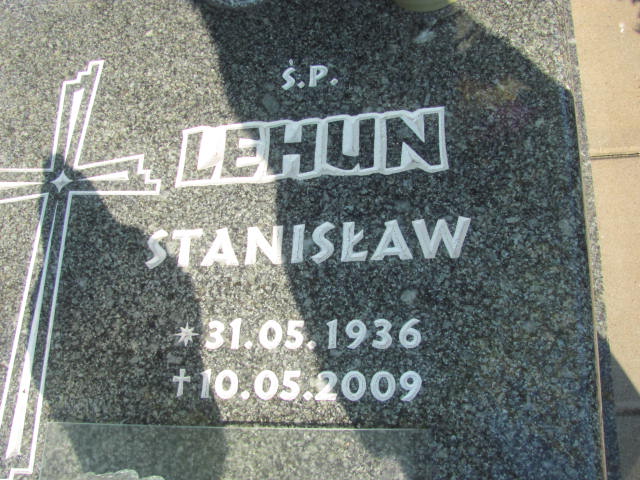 Ś.P.
LEHUN
STANISŁAW
* 31.05.1936
† 10.05.2009